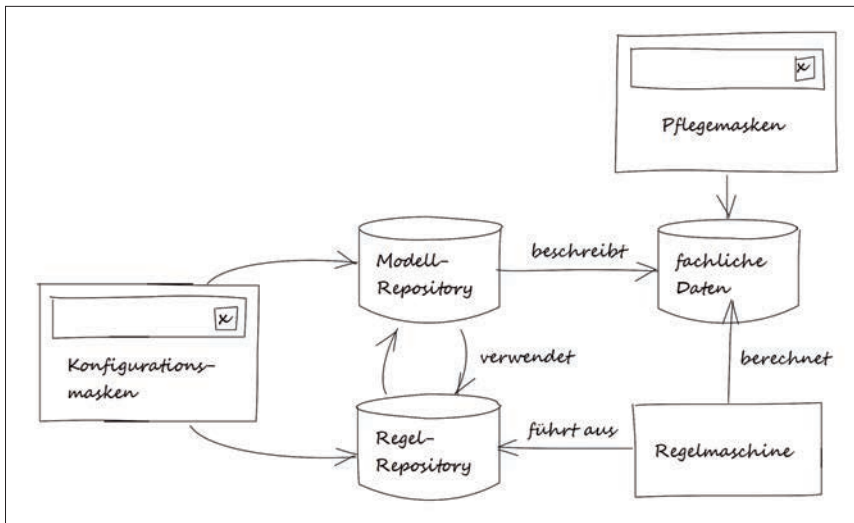 x
Pflegemasken
Modell-
Repository
beschreibt
fachliche
Daten
x
Konfigurations-
masken
verwendet
berechnet
Regel-
Repository
führt aus
Regelmaschine